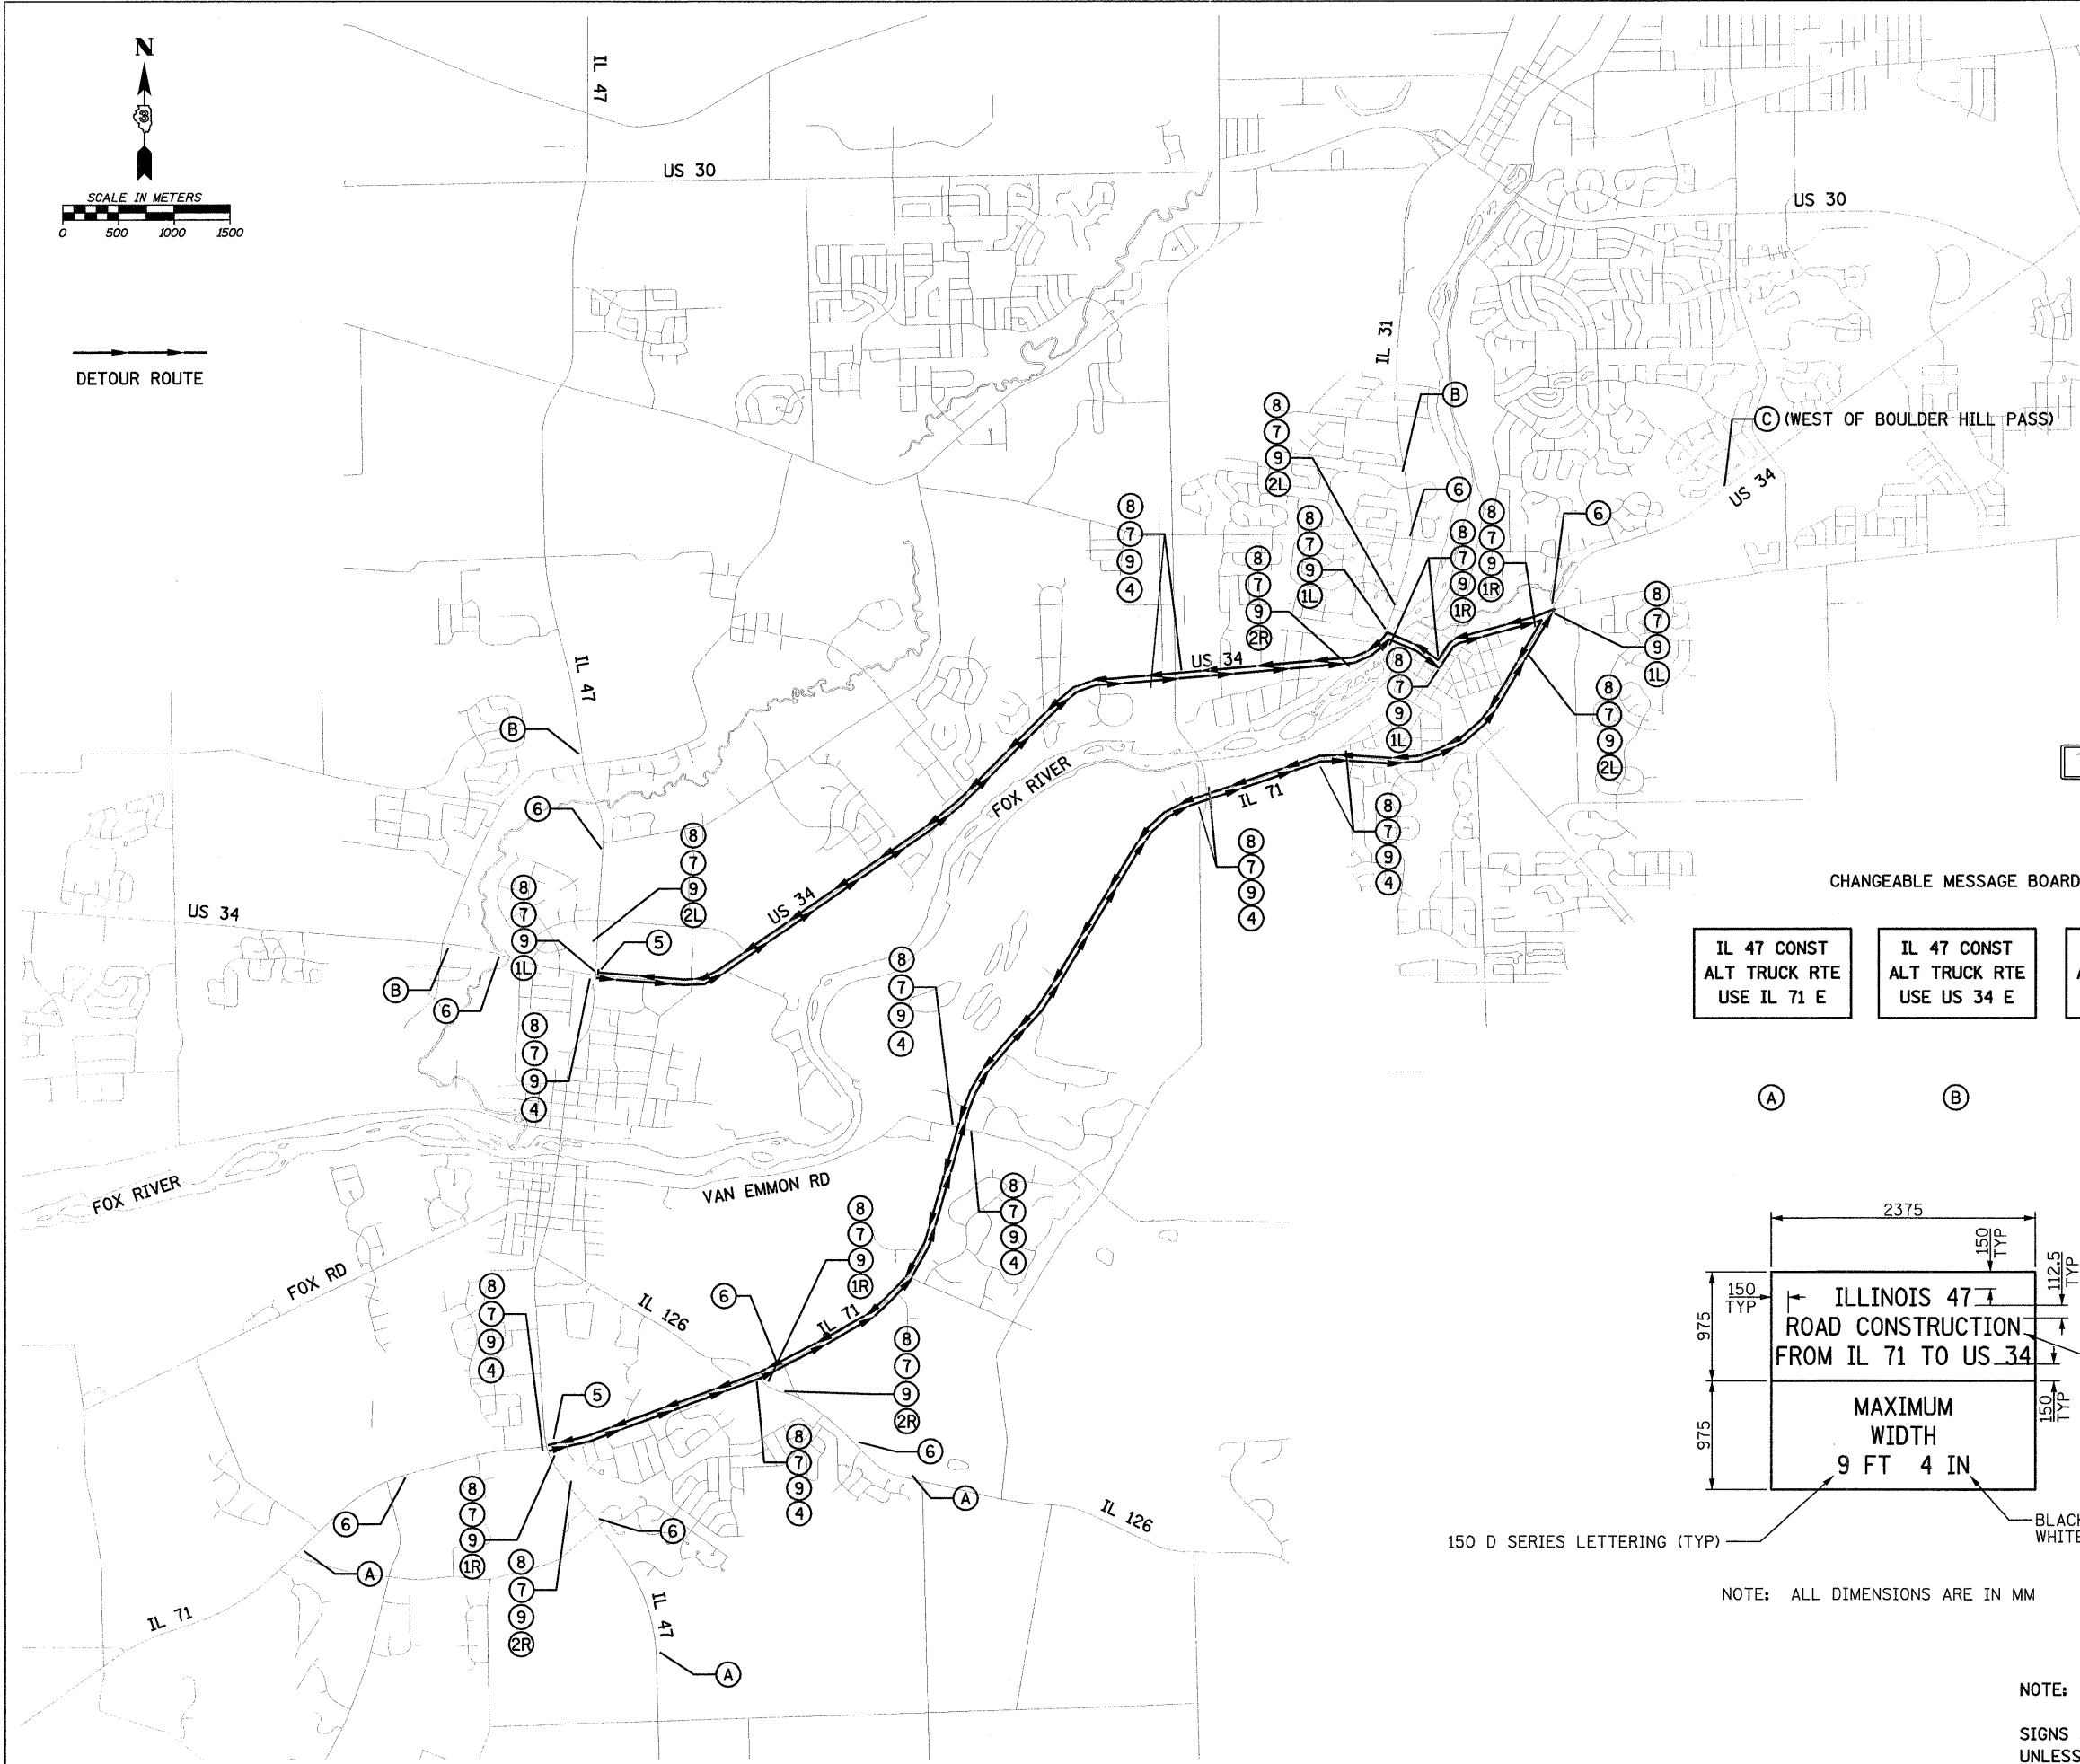 N
3
SCALE IN METERS
0 500 1000 1500
DETOUR ROUTE
IL 47
US 30
US 30
IL 31
B
C (WEST OF BOULDER HILL PASS)
US 34
8
7
9
2L
6
6
8
7
9
4
8
7
9
1L
8
7
9
1R
8
7
9
1R
8
7
9
2R
8
7
9
1L
US 34
8
7
9
1L
8
7
9
2L
IL 47
B
6
FOX RIVER
IL 71
8
7
9
4
8
7
9
4
8
7
9
2L
US 34
US 34
8
7
9
1L
5
B
6
8
7
9
4
8
7
9
4
CHANGEABLE MESSAGE BOARD
IL 47 CONST
ALT TRUCK RTE
USE IL 71 E
IL 47 CONST
ALT TRUCK RTE
USE US 34 E
A
B
FOX RIVER
VAN EMMON RD
8
7
9
4
FOX RD
8
7
9
1R
6
IL 126
IL 71
8
7
9
4
8
7
9
2R
5
8
7
9
4
6
A
IL 126
6
A
8
7
9
1R
6
8
7
9
2R
IL 71
IL 47
A
2375
150
TYP
112.5
TYP
150
TYP
975
ILLINOIS 47
ROAD CONSTRUCTION
FROM IL 71 TO US 34
975
MAXIMUM
WIDTH
9 FT 4 IN
150
TYP
150 D SERIES LETTERING (TYP)
BLACK
WHITE
NOTE: ALL DIMENSIONS ARE IN MM
NOTE:
SIGNS
UNLESS